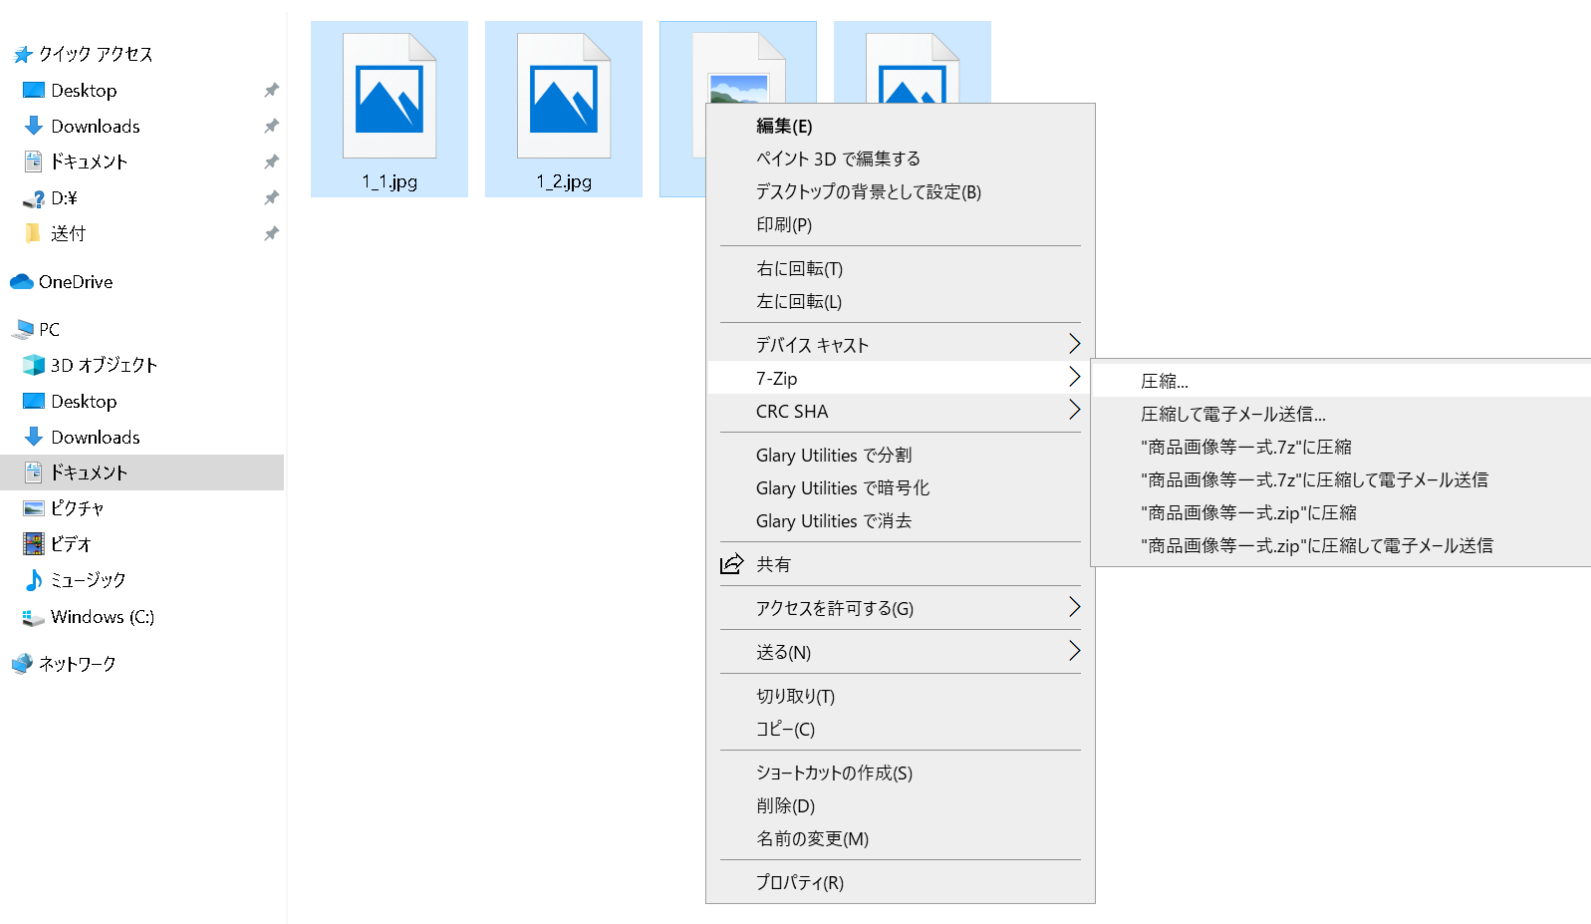 クイック アクセス
Desktop
Downloads
ドキュメント
D:¥
送付
OneDrive
PC
3D オブジェクト
Desktop
Downloads
ドキュメント
ピクチャ
ビデオ
ミュージック
Windows (C:)
ネットワーク
1_1.jpg
1_2.jpg
編集(E)
ペイント 3D で編集する
デスクトップの背景として設定(B)
印刷(P)
右に回転(T)
左に回転(L)
デバイス キャスト
7-Zip
CRC SHA
Glary Utilities で分割
Glary Utilities で暗号化
Glary Utilities で消去
共有
アクセスを許可する(G)
送る(N)
切り取り(T)
コピー(C)
ショートカットの作成(S)
削除(D)
名前の変更(M)
プロパティ(R)
圧縮...
圧縮して電子メール送信...
"商品画像等一式.7z"に圧縮
"商品画像等一式.7z"に圧縮して電子メール送信
"商品画像等一式.zip"に圧縮
"商品画像等一式.zip"に圧縮して電子メール送信